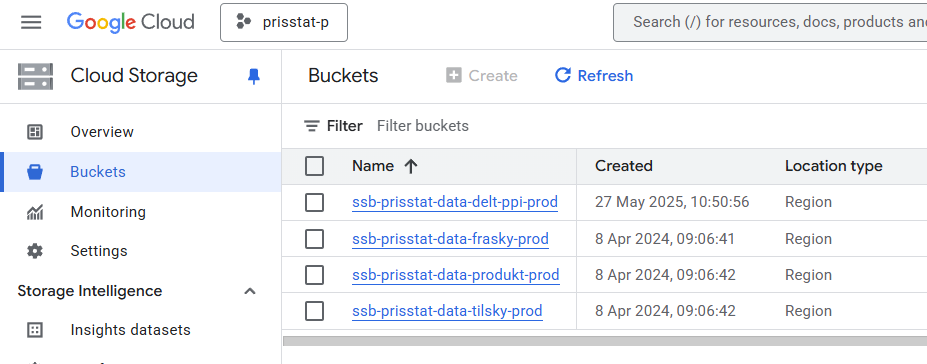 Google Cloud
prisstat-p
Search (/) for resources, docs, products and
Cloud Storage
Buckets
Create
Refresh
Overview
Buckets
Monitoring
Settings
Storage Intelligence
Insights datasets
Filter Filter buckets
Name Created Location type
ssb-prisstat-data-delt-ppi-prod 27 May 2025, 10:50:56 Region
ssb-prisstat-data-frasky-prod 8 Apr 2024, 09:06:41 Region
ssb-prisstat-data-produkt-prod 8 Apr 2024, 09:06:42 Region
ssb-prisstat-data-tilsky-prod 8 Apr 2024, 09:06:42 Region